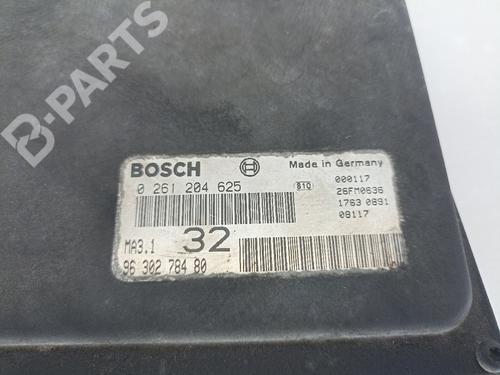 B-PARTS
BOSCH
Made in Germany
0 261 204 625
810
000117
26FM0636
1763 0891
08117
MA3.1
32
96 302 784 80